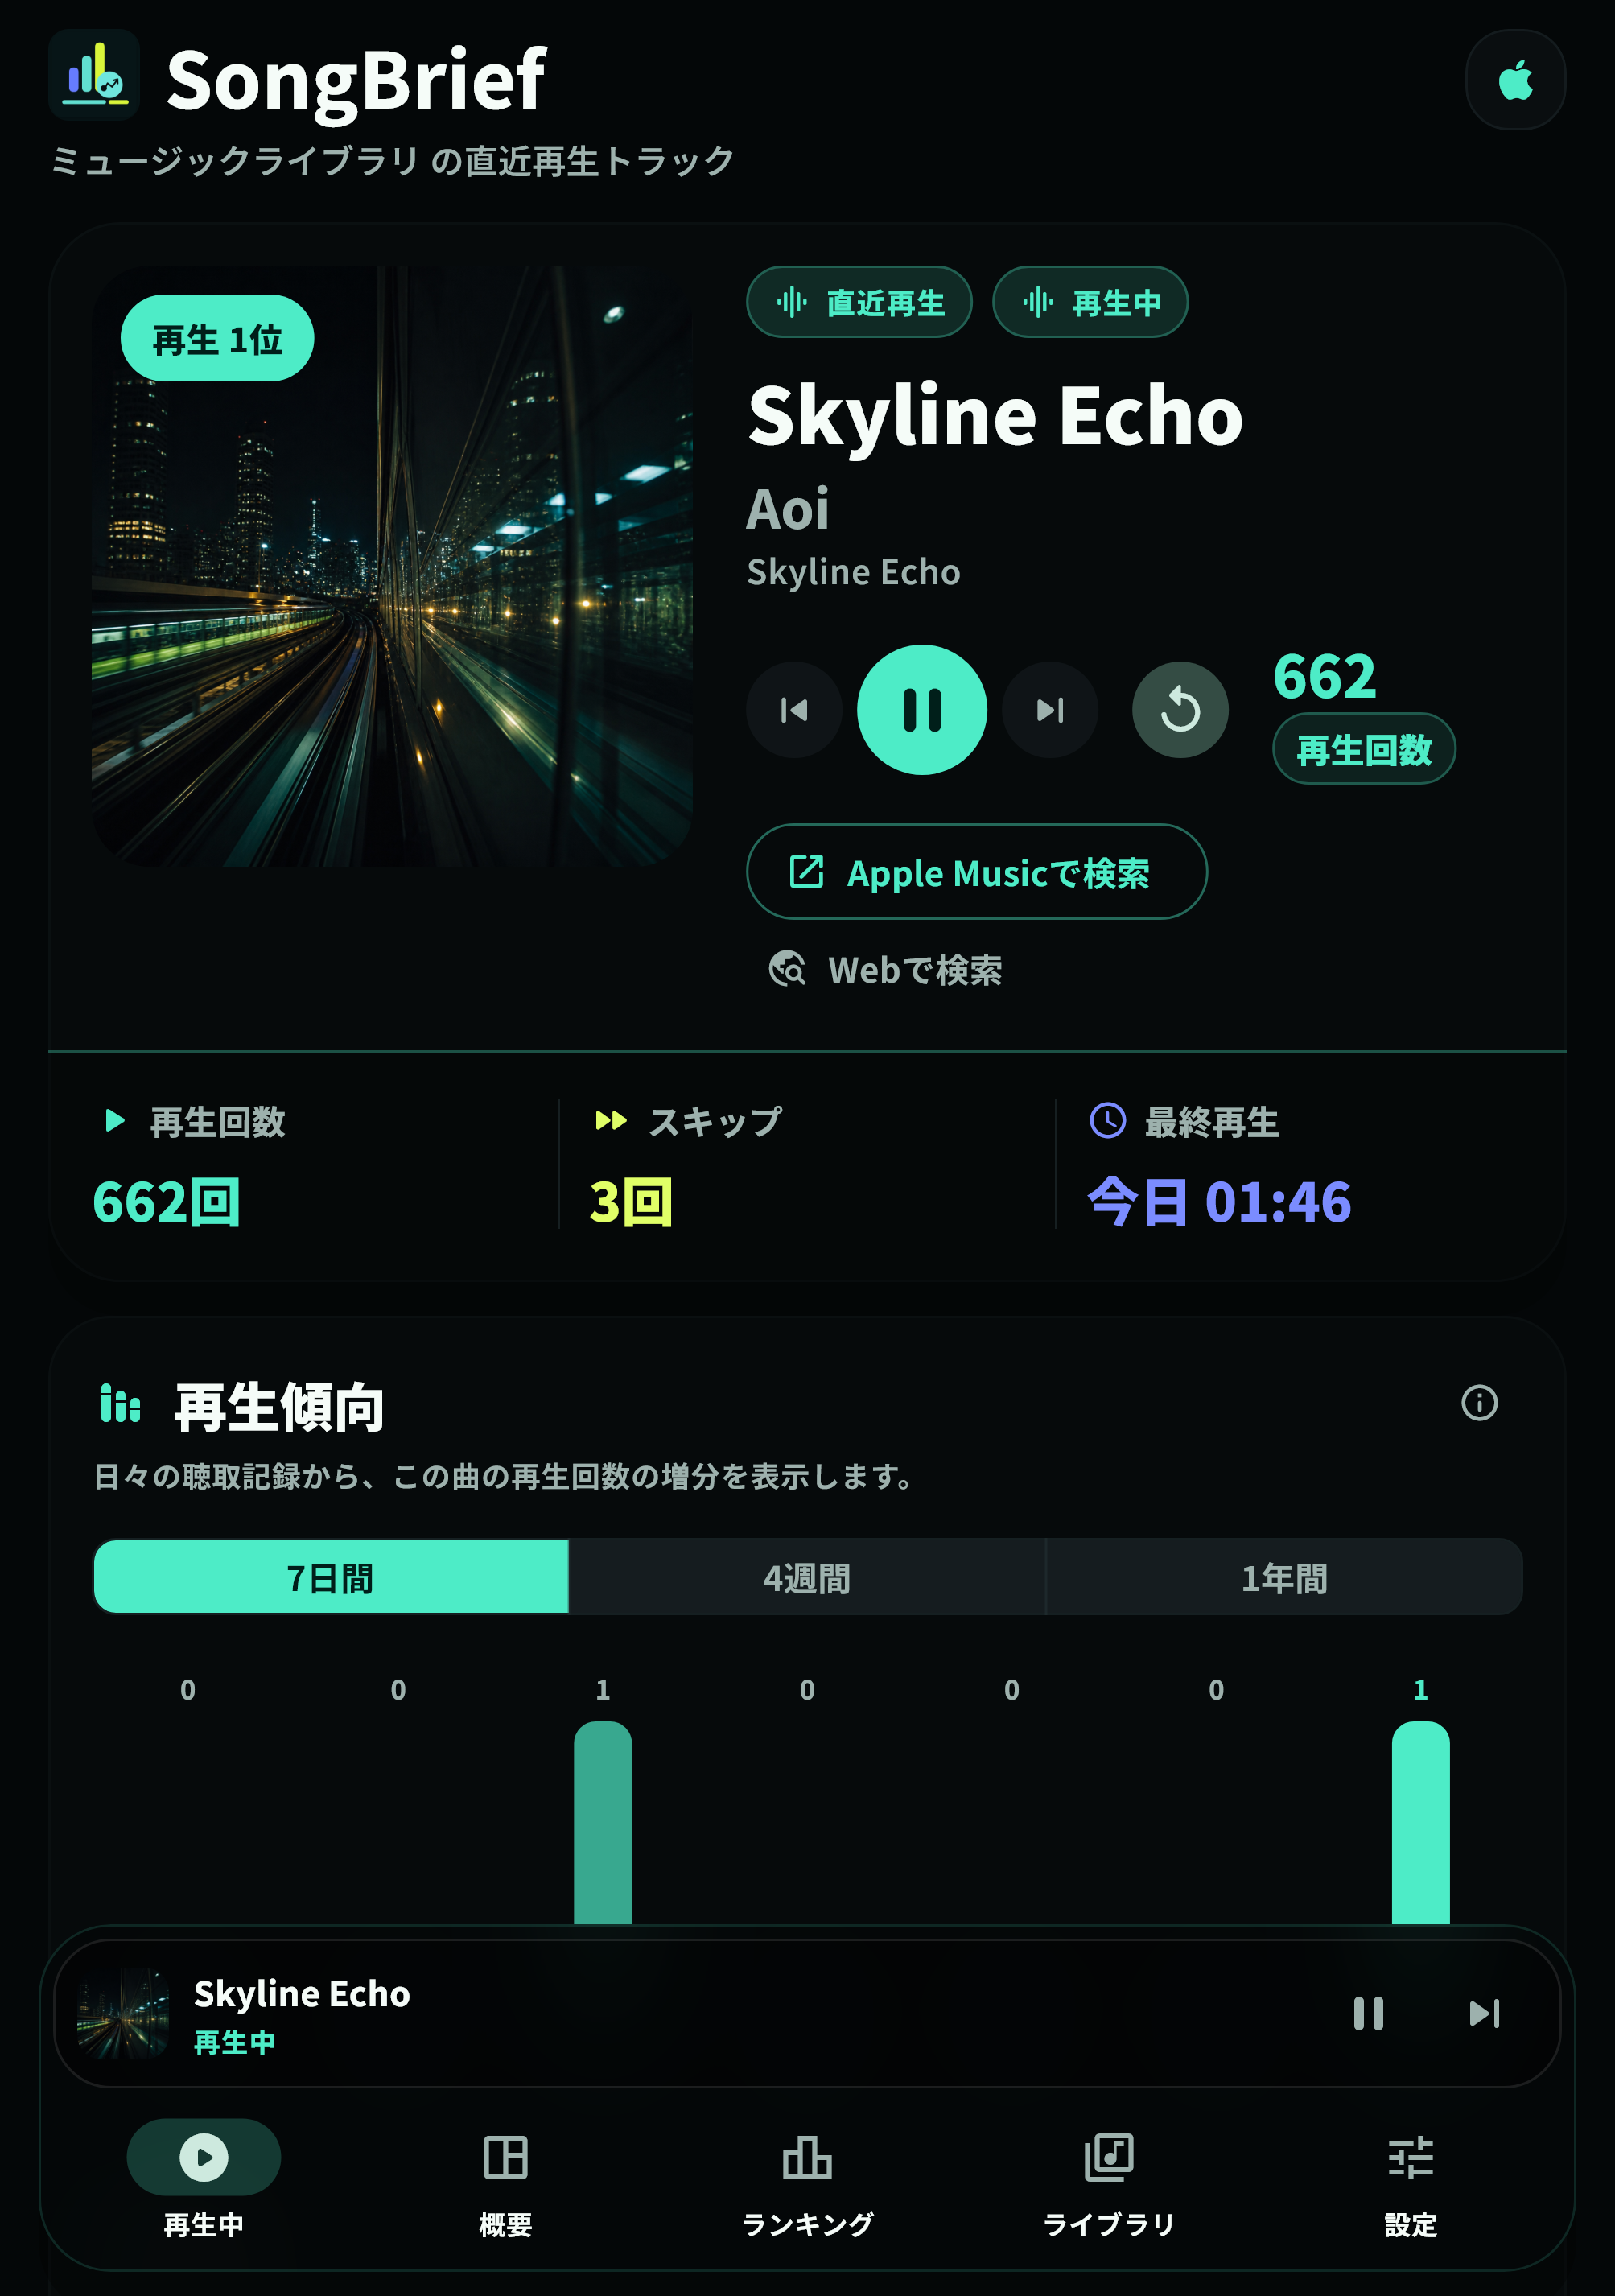 SongBrief
ミュージックライブラリ の直近再生トラック
再生 1位
直近再生
再生中
Skyline Echo
Aoi
Skyline Echo
662
再生回数
Apple Musicで検索
Webで検索
再生回数
スキップ
最終再生
662回
3回
今日 01:46
再生傾向
日々の聴取記録から、この曲の再生回数の増分を表示します。
7日間
4週間
1年間
0
0
1
0
0
0
1
Skyline Echo
再生中
再生中
概要
ランキング
ライブラリ
設定